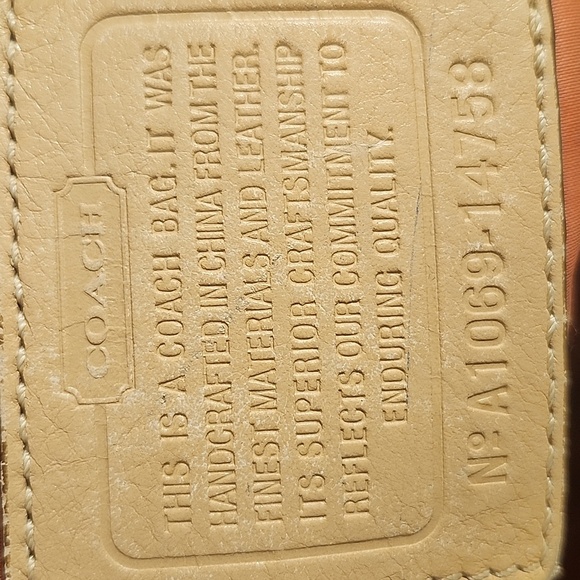 COACH
THIS IS A COACH BAG. IT WAS
HANDCRAFTED IN CHINA FROM THE
FINEST MATERIALS AND LEATHER.
ITS SUPERIOR CRAFTSMANSHIP
REFLECTS OUR COMMITMENT TO
ENDURING QUALITY.
Nº A1069-14758